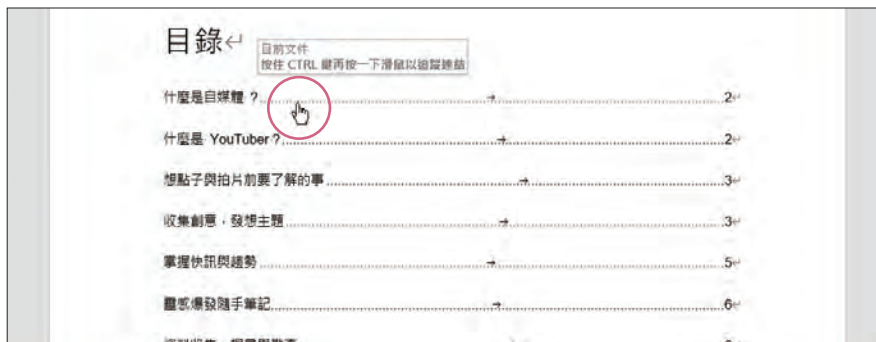 目錄↵
目前文件
按住 CTRL 鍵再按一下滑鼠以追蹤連結
什麼是自媒體？……→……2↵
什麼是 YouTuber？……→……2↵
想點子與拍片前要了解的事……→……3↵
收集創意，發想主題……→……3↵
掌握快訊與趨勢……→……5↵
靈感爆發隨手筆記……→……6↵